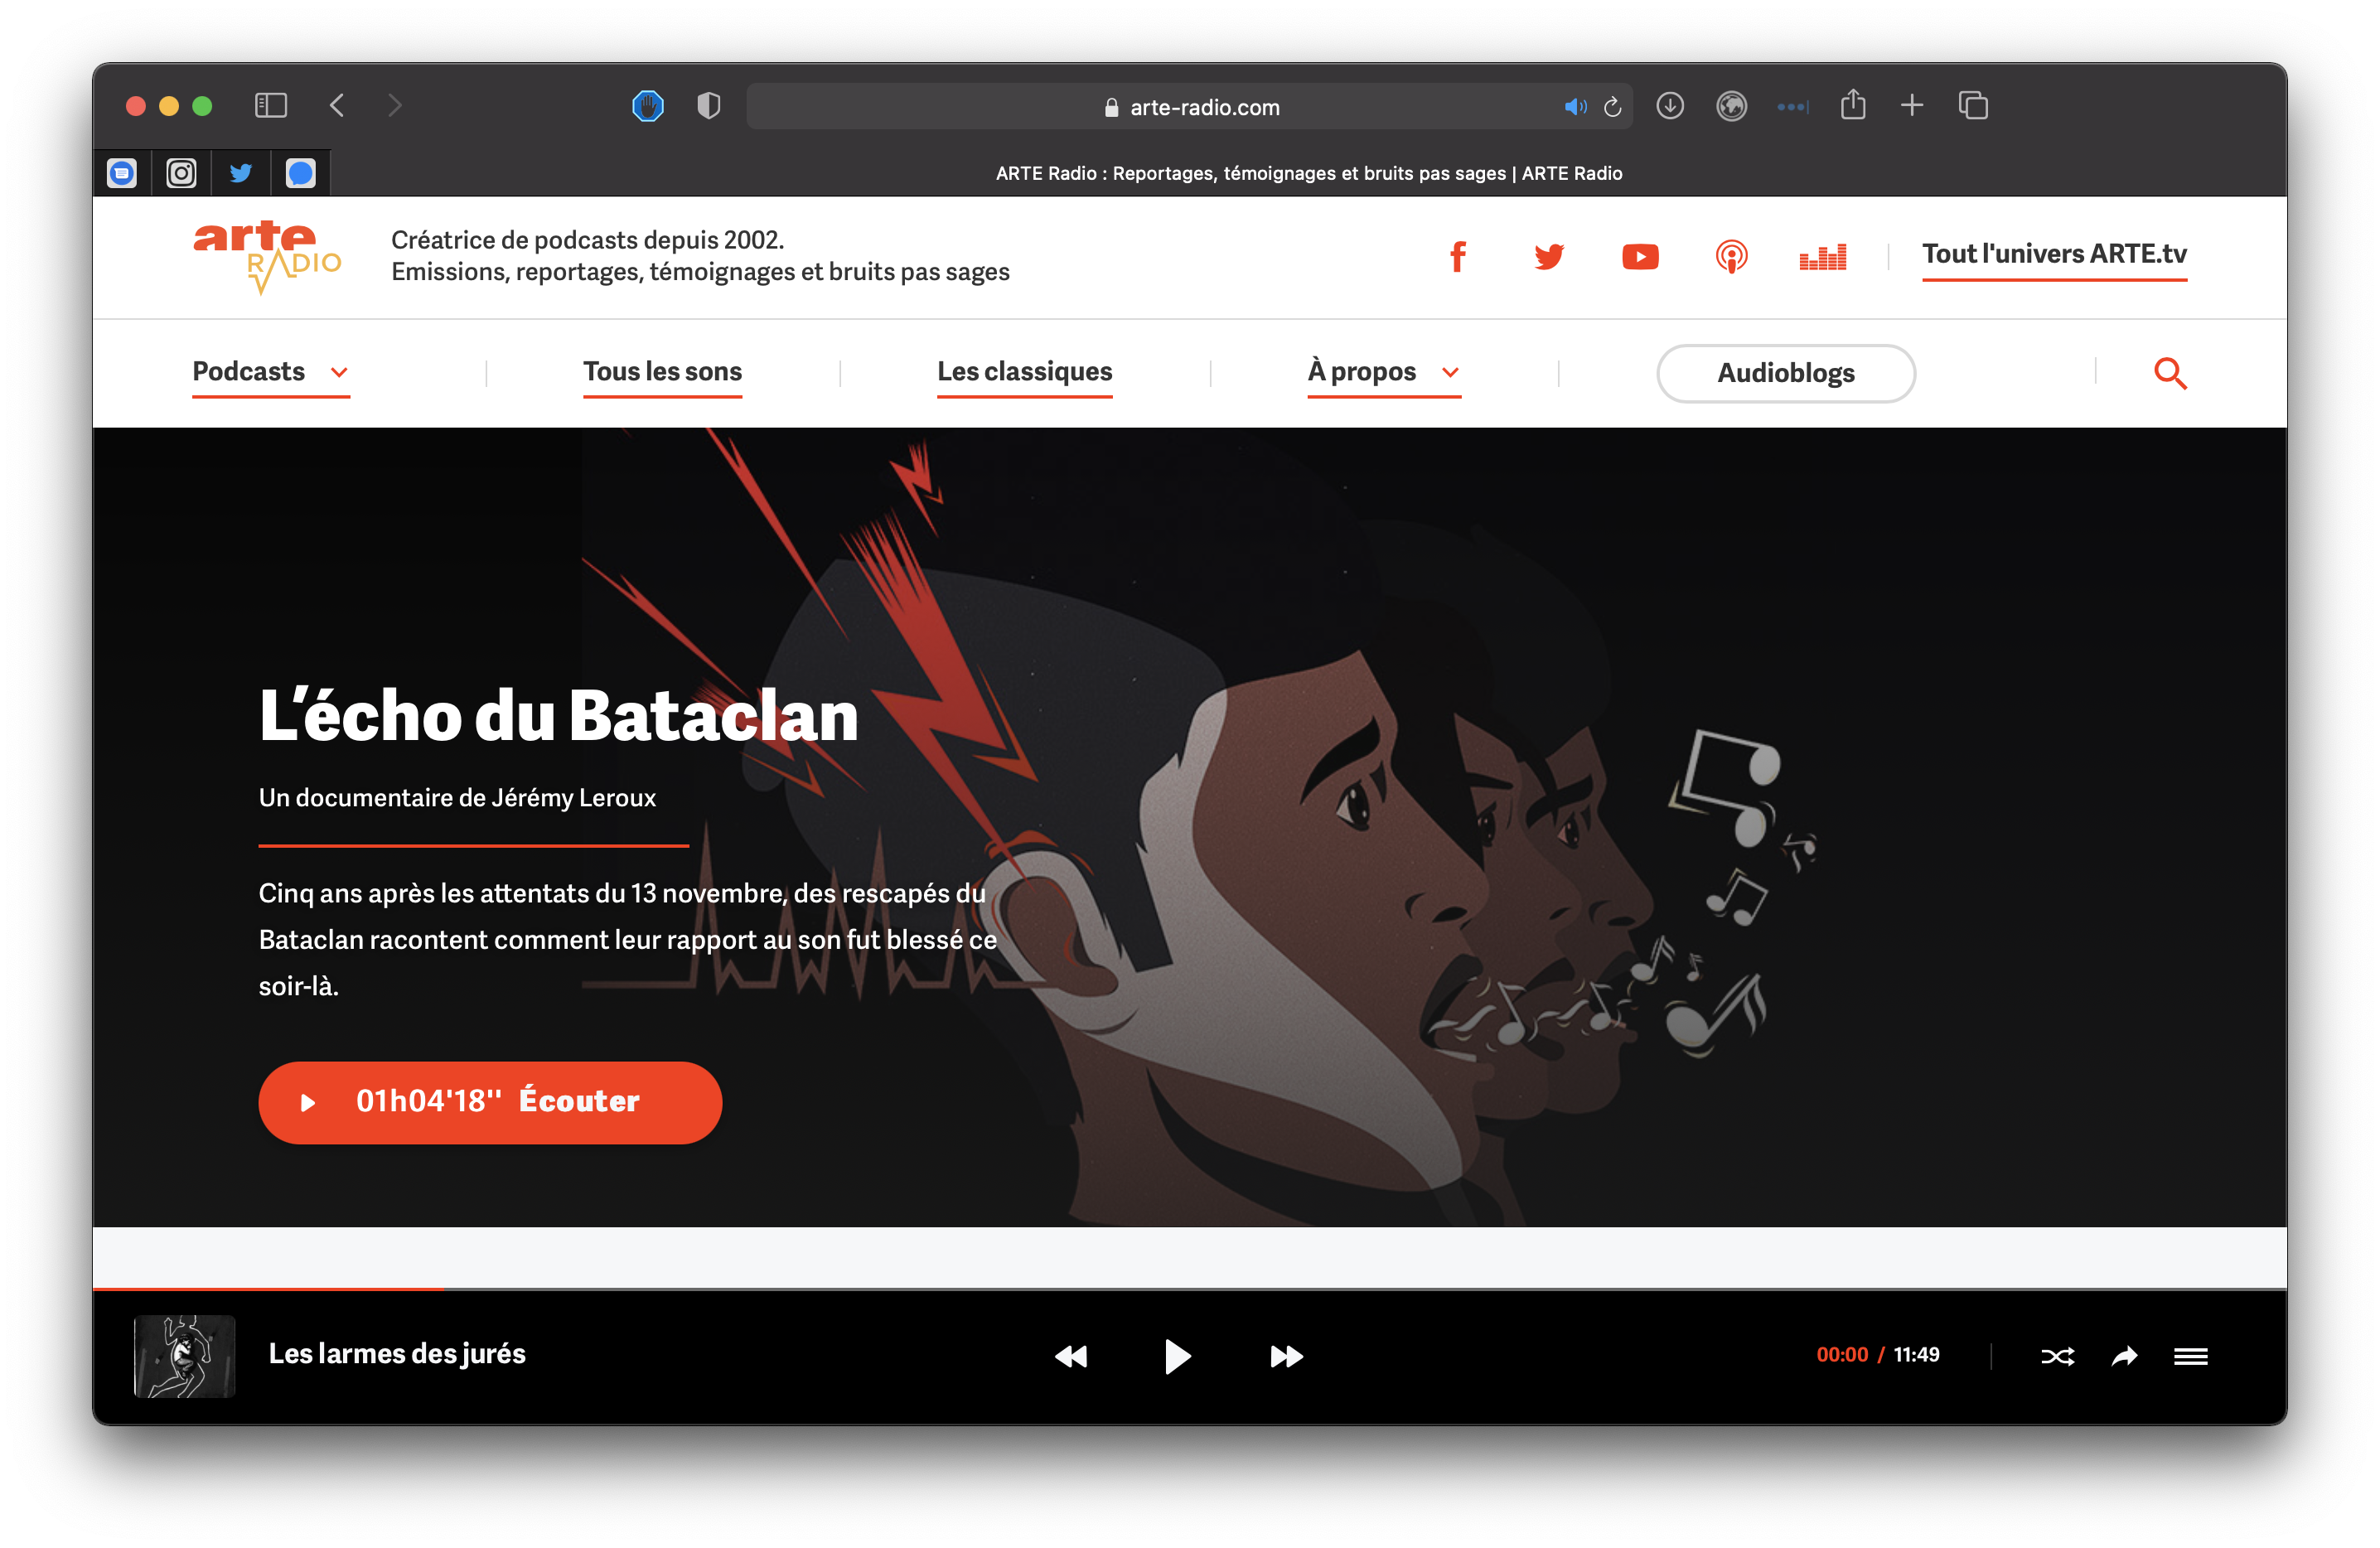 arte-radio.com
ARTE Radio : Reportages, témoignages et bruits pas sages | ARTE Radio
arte
RADIO
Créatrice de podcasts depuis 2002.
Emissions, reportages, témoignages et bruits pas sages
Tout l'univers ARTE.tv
Podcasts
Tous les sons
Les classiques
À propos
Audioblogs
L'écho du Bataclan
Un documentaire de Jérémy Leroux
Cinq ans après les attentats du 13 novembre, des rescapés du
Bataclan racontent comment leur rapport au son fut blessé ce
soir-là.
01h04'18'' Écouter
Les larmes des jurés
00:00 / 11:49